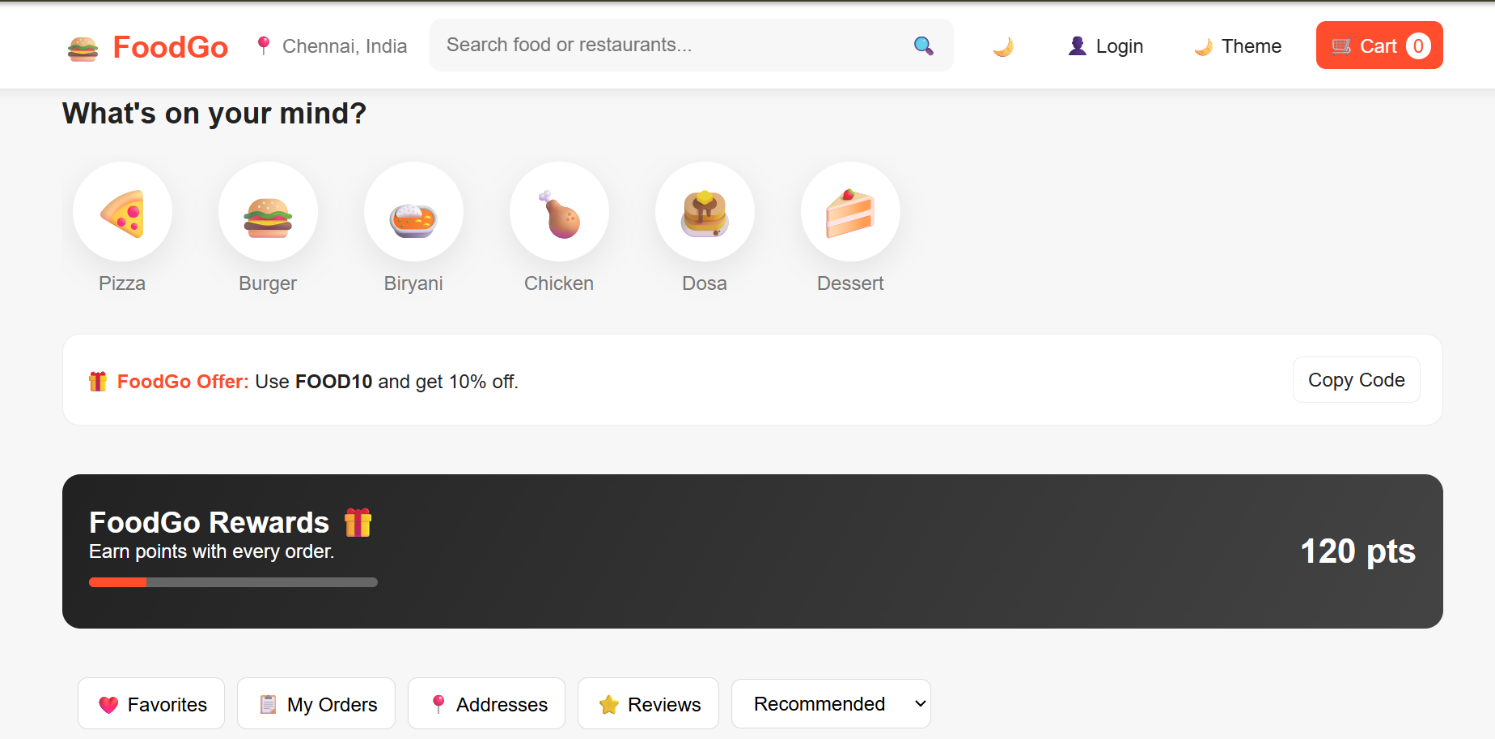 FoodGo
Chennai, India
Search food or restaurants...
Login
Theme
Cart 0
What's on your mind?
Pizza
Burger
Biryani
Chicken
Dosa
Dessert
FoodGo Offer: Use FOOD10 and get 10% off.
Copy Code
FoodGo Rewards
Earn points with every order.
120 pts
Favorites
My Orders
Addresses
Reviews
Recommended